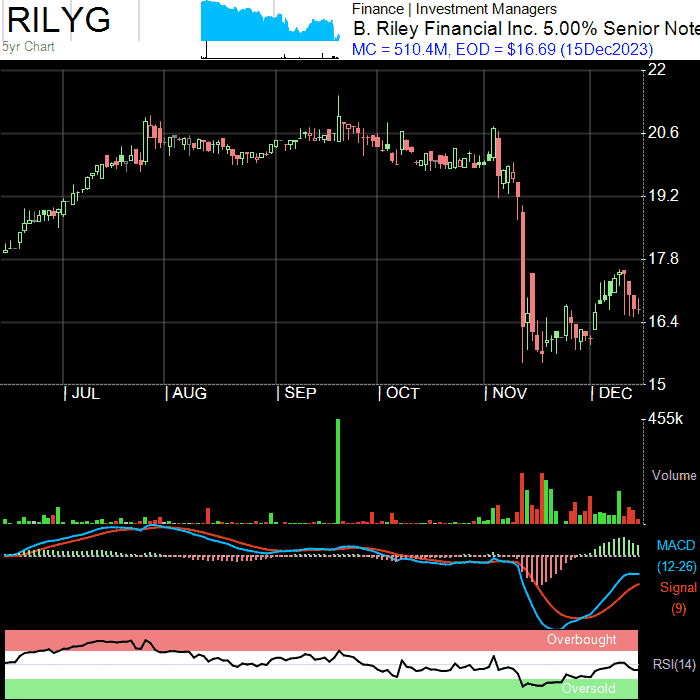 RILYG
5yr Chart
Finance | Investment Managers
B. Riley Financial Inc. 5.00% Senior Note
MC = 510.4M, EOD = $16.69 (15Dec2023)
22
20.6
19.2
17.8
16.4
15
JUL
AUG
SEP
OCT
NOV
DEC
455k
Volume
MACD
(12-26)
Signal
(9)
Overbought
RSI(14)
Oversold